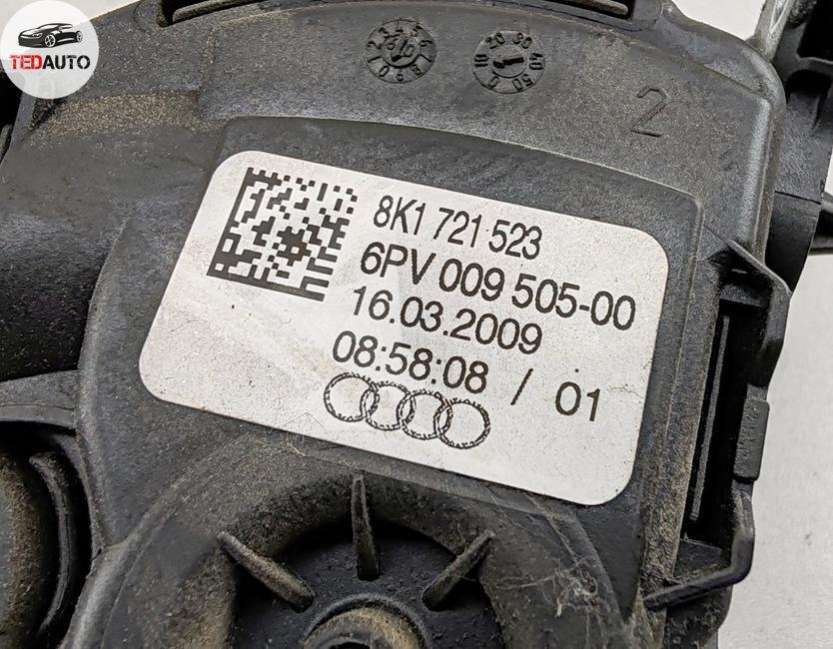 TEDAUTO
2
8K1 721 523
6PV 009 505-00
16.03.2009
08:58:08 / 01